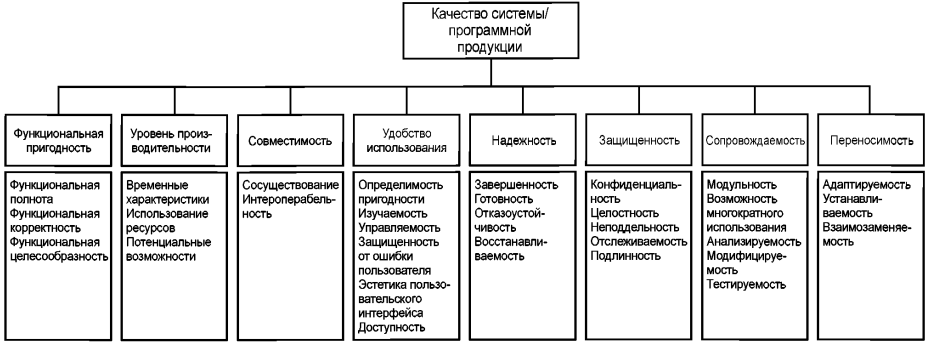 Качество системы/
программной
продукции
Функциональная
пригодность
Уровень произ-
водительности
Совместимость
Удобство
использования
Надежность
Защищенность
Сопровождаемость
Переносимость
Функциональная
полнота
Функциональная
корректность
Функциональная
целесообразность
Временные
характеристики
Использование
ресурсов
Потенциальные
возможности
Сосуществование
Интероперабель-
ность
Определимость
пригодности
Изучаемость
Управляемость
Защищенность
от ошибки
пользователя
Эстетика пользо-
вательского
интерфейса
Доступность
Завершенность
Готовность
Отказоустой-
чивость
Восстанавли-
ваемость
Конфиденциаль-
ность
Целостность
Неподдельность
Отслеживаемость
Подлинность
Модульность
Возможность
многократного
использования
Анализируемость
Модифицируе-
мость
Тестируемость
Адаптируемость
Устанавли-
ваемость
Взаимозаменяе-
мость